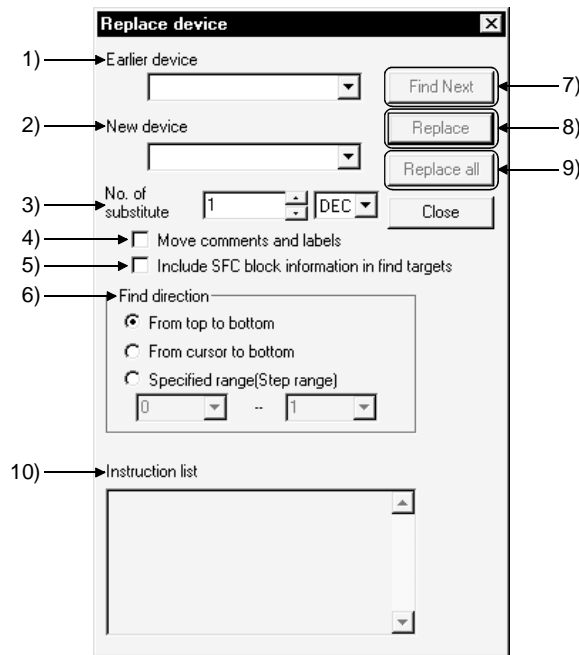 Replace device
1)
Earlier device
Find Next
7)
2)
New device
Replace
8)
Replace all
9)
3)
No. of
substitute
1
DEC
Close
4)
Move comments and labels
5)
Include SFC block information in find targets
6)
Find direction
From top to bottom
From cursor to bottom
Specified range(Step range)
0 -- 1
10)
Instruction list